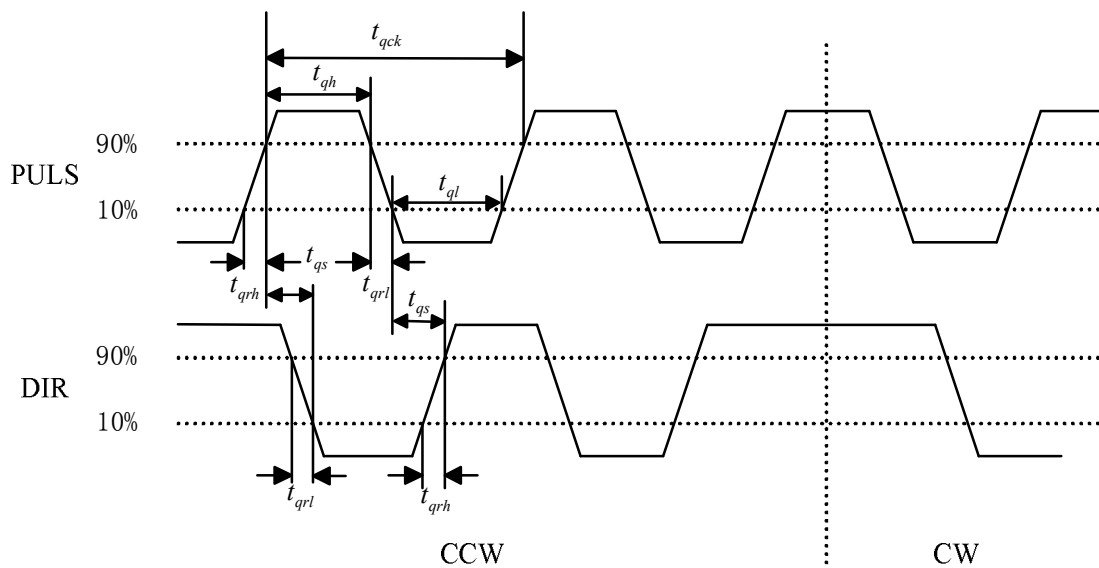 t_qck
t_qh
90%
PULS
t_ql
10%
t_qs
t_qrh
t_qrl
t_qs
90%
DIR
10%
t_qrl
t_qrh
CCW
CW